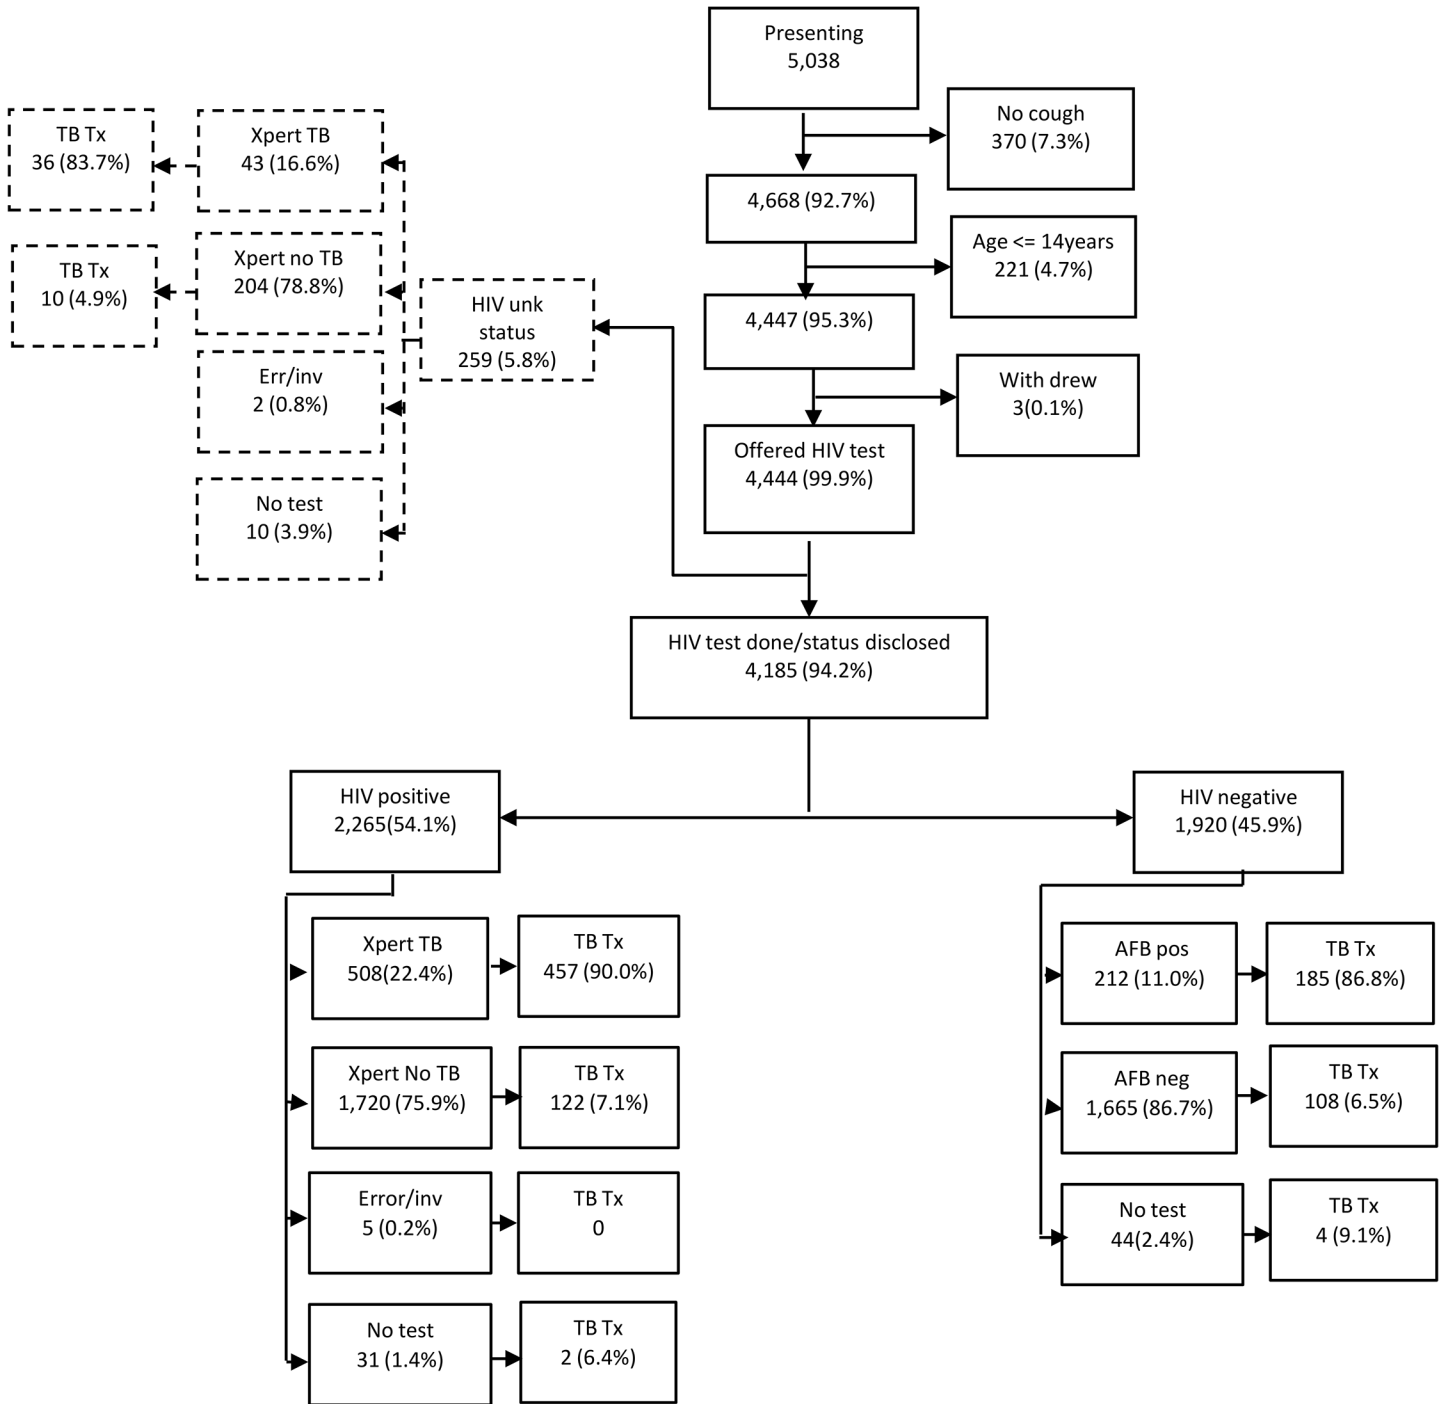 Presenting
5,038
No cough
370 (7.3%)
4,668 (92.7%)
Age <= 14years
221 (4.7%)
4,447 (95.3%)
With drew
3(0.1%)
Offered HIV test
4,444 (99.9%)
HIV unk
status
259 (5.8%)
Xpert TB
43 (16.6%)
TB Tx
36 (83.7%)
Xpert no TB
204 (78.8%)
TB Tx
10 (4.9%)
Err/inv
2 (0.8%)
No test
10 (3.9%)
HIV test done/status disclosed
4,185 (94.2%)
HIV positive
2,265(54.1%)
Xpert TB
508(22.4%)
TB Tx
457 (90.0%)
Xpert No TB
1,720 (75.9%)
TB Tx
122 (7.1%)
Error/inv
5 (0.2%)
TB Tx
0
No test
31 (1.4%)
TB Tx
2 (6.4%)
HIV negative
1,920 (45.9%)
AFB pos
212 (11.0%)
TB Tx
185 (86.8%)
AFB neg
1,665 (86.7%)
TB Tx
108 (6.5%)
No test
44(2.4%)
TB Tx
4 (9.1%)